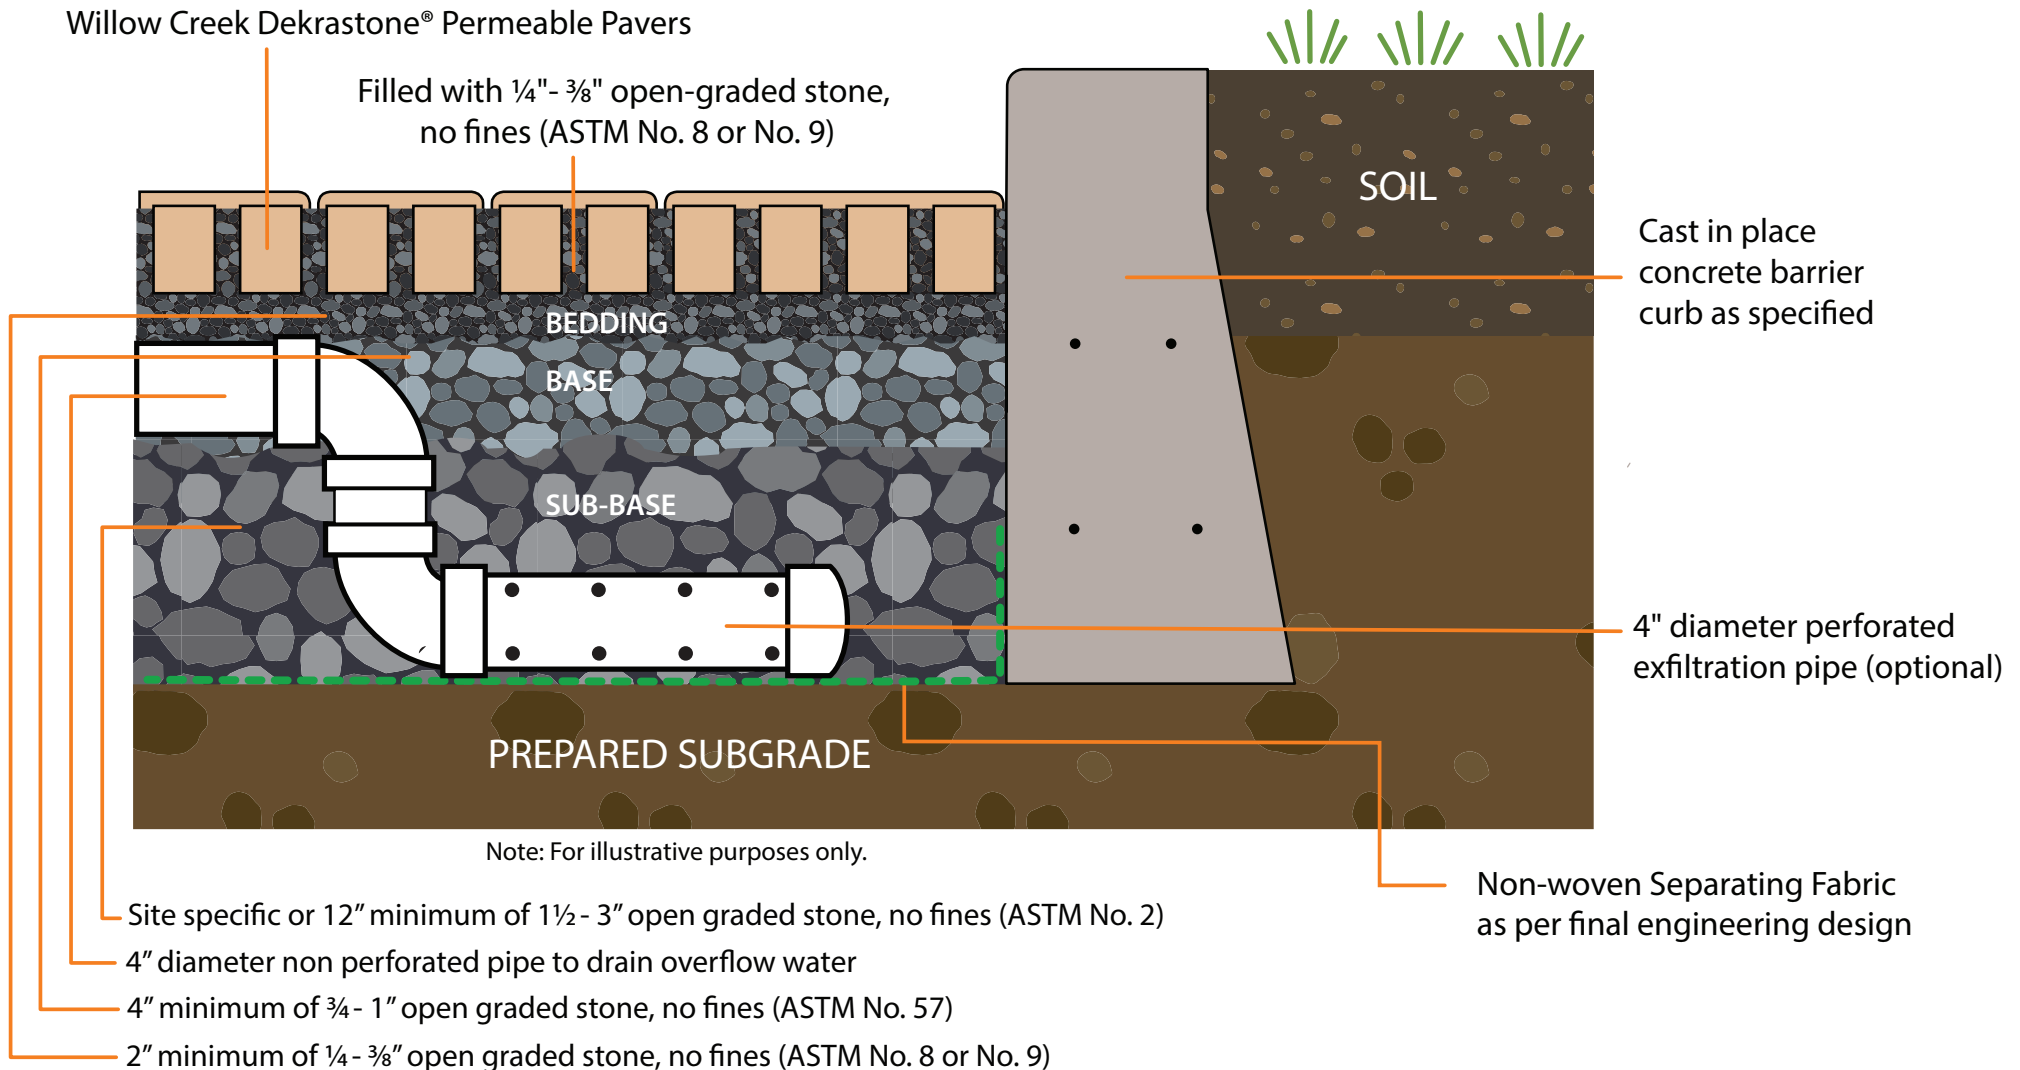 Willow Creek Dekrastone® Permeable Pavers
Filled with ¼"- ⅜" open-graded stone,
no fines (ASTM No. 8 or No. 9)
SOIL
Cast in place
concrete barrier
curb as specified
BEDDING
BASE
SUB-BASE
4" diameter perforated
exfiltration pipe (optional)
PREPARED SUBGRADE
Note: For illustrative purposes only.
Non-woven Separating Fabric
as per final engineering design
Site specific or 12” minimum of 1½ - 3” open graded stone, no fines (ASTM No. 2)
4” diameter non perforated pipe to drain overflow water
4” minimum of ¾ - 1” open graded stone, no fines (ASTM No. 57)
2” minimum of ¼ - ⅜” open graded stone, no fines (ASTM No. 8 or No. 9)